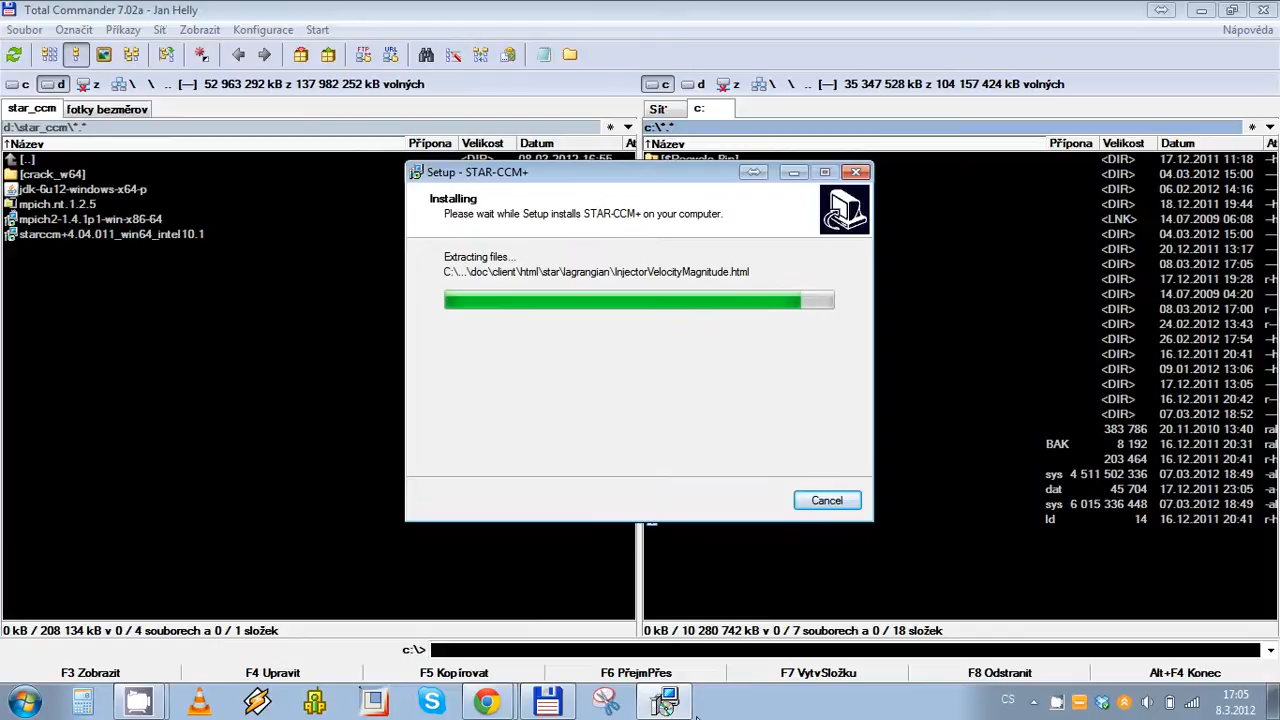 Total Commander 7.02a - Jan Helly
Soubor Označit Příkazy Sít Zobrazit Konfigurace Start Nápověda
FTP URL
c d z \ .. [—] 52 963 292 kB z 137 982 252 kB volných
c d z \ .. [—] 35 347 528 kB z 104 157 424 kB volných
star_ccm fotky bezměrov
Sít c:
d:\star_ccm\*.*
c:\*.*
↑Název Přípona Velikost Datum At
↑Název Přípona Velikost Datum At
[..] <DIR> 08.03.2012 16:55
[crack_w64]
jdk-6u12-windows-x64-p
mpich.nt.1.2.5
mpich2-1.4.1p1-win-x86-64
starccm+4.04.011_win64_intel10.1
Setup - STAR-CCM+
Installing
Please wait while Setup installs STAR-CCM+ on your computer.
Extracting files...
C:\...\doc\client\html\star\lagrangian\InjectorVelocityMagnitude.html
Cancel
[$Recycle.Bin] <DIR> 17.12.2011 11:18 —h
<DIR> 04.03.2012 15:00
<DIR> 06.02.2012 14:16
<DIR> 18.12.2011 19:44
<LNK> 14.07.2009 06:08
<DIR> 04.03.2012 15:00
<DIR> 20.12.2011 13:17
<DIR> 08.03.2012 17:05
<DIR> 17.12.2011 19:28
<DIR> 14.07.2009 04:20
<DIR> 08.03.2012 17:00
<DIR> 24.02.2012 13:43
<DIR> 26.02.2012 17:54
<DIR> 16.12.2011 20:41
<DIR> 09.01.2012 13:06
<DIR> 17.12.2011 13:05
<DIR> 16.12.2011 20:42
<DIR> 07.03.2012 18:52
383 786 20.11.2010 13:40
BAK 8 192 16.12.2011 20:31
203 464 16.12.2011 20:41
sys 4 511 502 336 07.03.2012 18:49
dat 45 704 17.12.2011 23:05
sys 6 015 336 448 07.03.2012 18:49
ld 14 16.12.2011 20:41
0 kB / 208 134 kB v 0 / 4 souborech a 0 / 1 složek
0 kB / 10 280 742 kB v 0 / 7 souborech a 0 / 18 složek
c:\>
F3 Zobrazit F4 Upravit F5 Kopírovat F6 PřejmPřes F7 VytvSložku F8 Odstranit Alt+F4 Konec
CS 17:05
8.3.2012